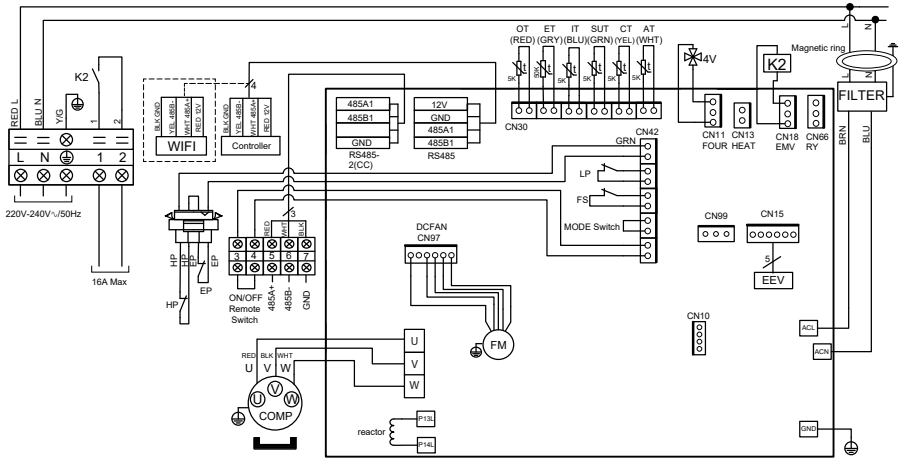 RED L
BLU N
Y/G
K2
1
2
L N 1 2
220V-240V∿/50Hz
16A Max
BLK GND
YEL 485B-
WHT 485A+
RED 12V
WIFI
4
BLK GND
YEL 485B-
WHT 485A+
RED 12V
Controller
485A1
485B1
GND
RS485-
2(CC)
12V
GND
485A1
485B1
RS485
OT ET IT SUT CT AT
(RED) (GRY) (BLU) (GRN) (YEL) (WHT)
t t t t t t
5K 50K 5K 5K 5K 5K
CN30
4V
CN11
FOUR
CN13
HEAT
K2
CN18
EMV
CN66
RY
L N
Magnetic ring
L N
FILTER
BRN
BLU
CN42
GRN
LP
FS
MODE Switch
CN99
CN15
5
EEV
CN10
ACL
ACN
GND
DCFAN
CN97
FM
HP
HP
EP
EP
HP
EP
3
RED
WHT
BLK
3 4 5 6 7
ON/OFF
Remote
Switch
485A+
485B-
GND
RED BLK WHT
U V W
U V W
COMP
U
V
W
reactor
P13L
P14L